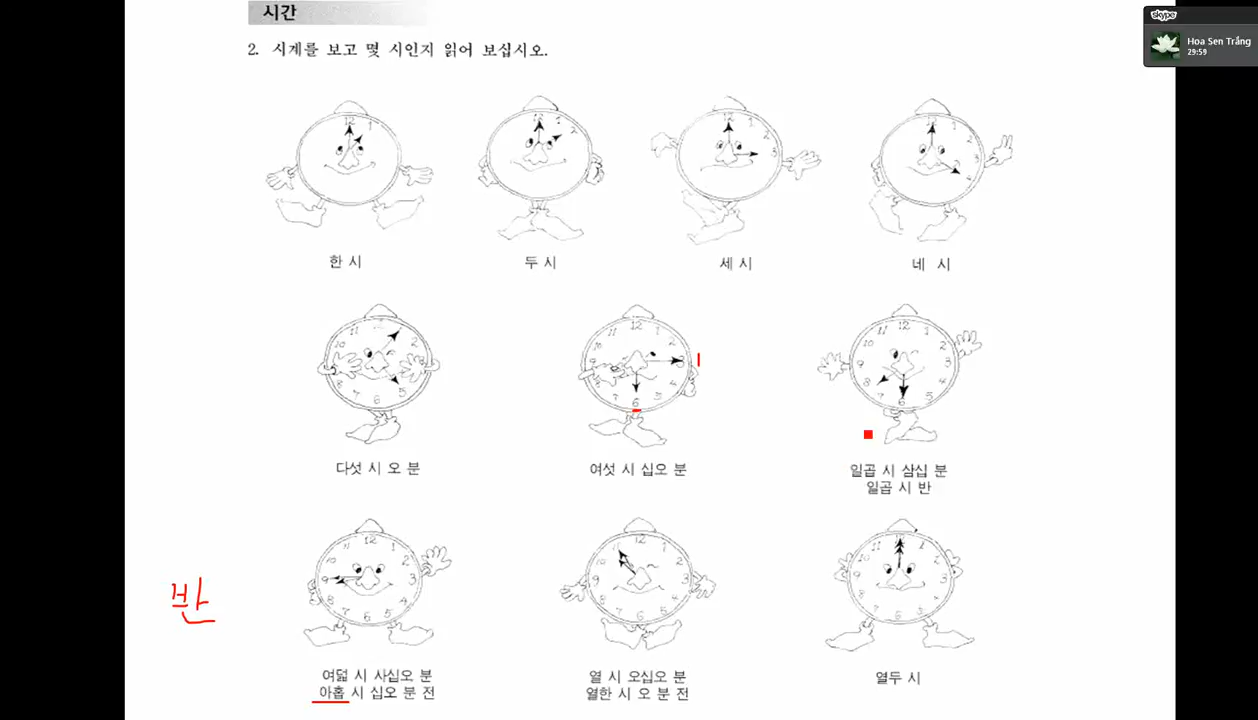 시간
2. 시계를 보고 몇 시인지 읽어 보십시오.
skype
Hoa Sen Trắng
29:59
한 시
두 시
세 시
네 시
다섯 시 오 분
여섯 시 십오 분
일곱 시 삼십 분
일곱 시 반
반
여덟 시 사십오 분
아홉 시 십오 분 전
열 시 오십오 분
열한 시 오 분 전
열두 시